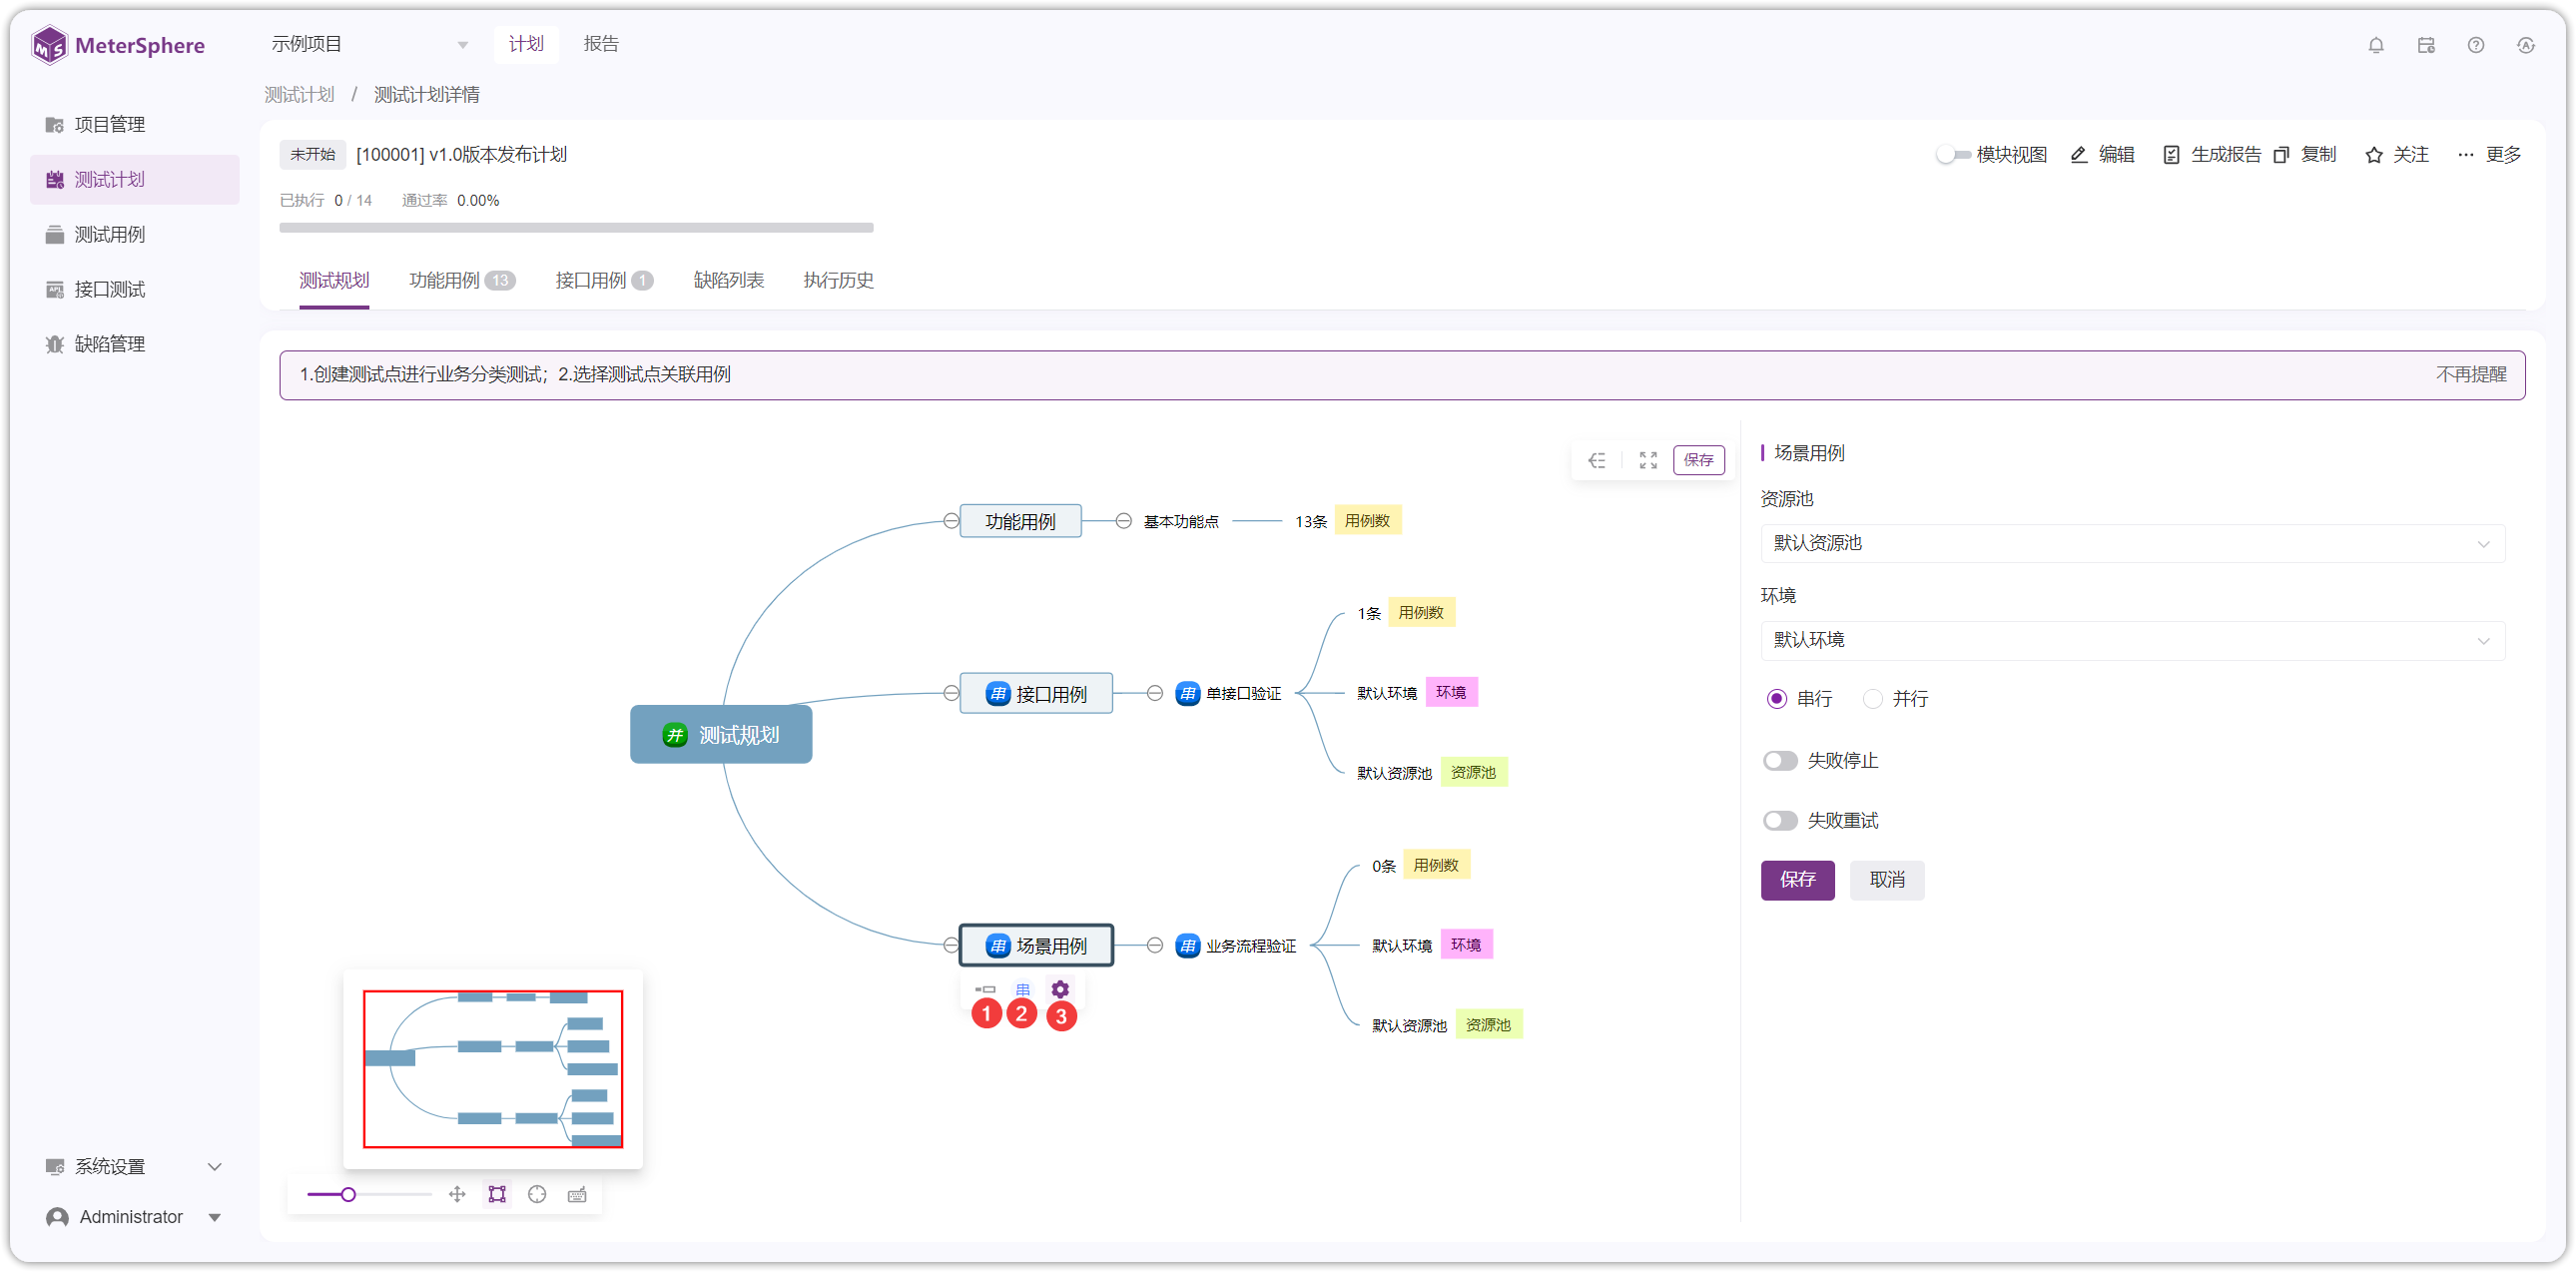 MeterSphere
示例项目
计划
报告
测试计划 / 测试计划详情
项目管理
测试计划
测试用例
接口测试
缺陷管理
未开始 [100001] v1.0版本发布计划
模块视图
编辑
生成报告
复制
关注
更多
已执行 0 / 14 通过率 0.00%
测试规划
功能用例 13
接口用例 1
缺陷列表
执行历史
1.创建测试点进行业务分类测试；2.选择测试点关联用例
不再提醒
保存
功能用例
基本功能点
13条 用例数
1条 用例数
串 接口用例
串 单接口验证
默认环境 环境
默认资源池 资源池
并 测试规划
0条 用例数
串 场景用例
串 业务流程验证
默认环境 环境
默认资源池 资源池
串
1 2 3
场景用例
资源池
默认资源池
环境
默认环境
串行 并行
失败停止
失败重试
保存 取消
系统设置
Administrator